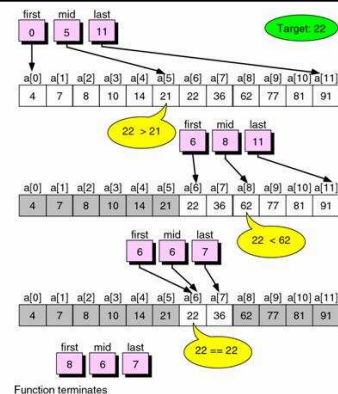 first mid last
0 5 11
Target: 22
a[0] a[1] a[2] a[3] a[4] a[5] a[6] a[7] a[8] a[9] a[10] a[11]
4 7 8 10 14 21 22 36 62 77 81 91
22 > 21
first mid last
6 8 11
a[0] a[1] a[2] a[3] a[4] a[5] a[6] a[7] a[8] a[9] a[10] a[11]
4 7 8 10 14 21 22 36 62 77 81 91
22 < 62
first mid last
6 6 7
a[0] a[1] a[2] a[3] a[4] a[5] a[6] a[7] a[8] a[9] a[10] a[11]
4 7 8 10 14 21 22 36 62 77 81 91
22 == 22
first mid last
8 6 7
Function terminates